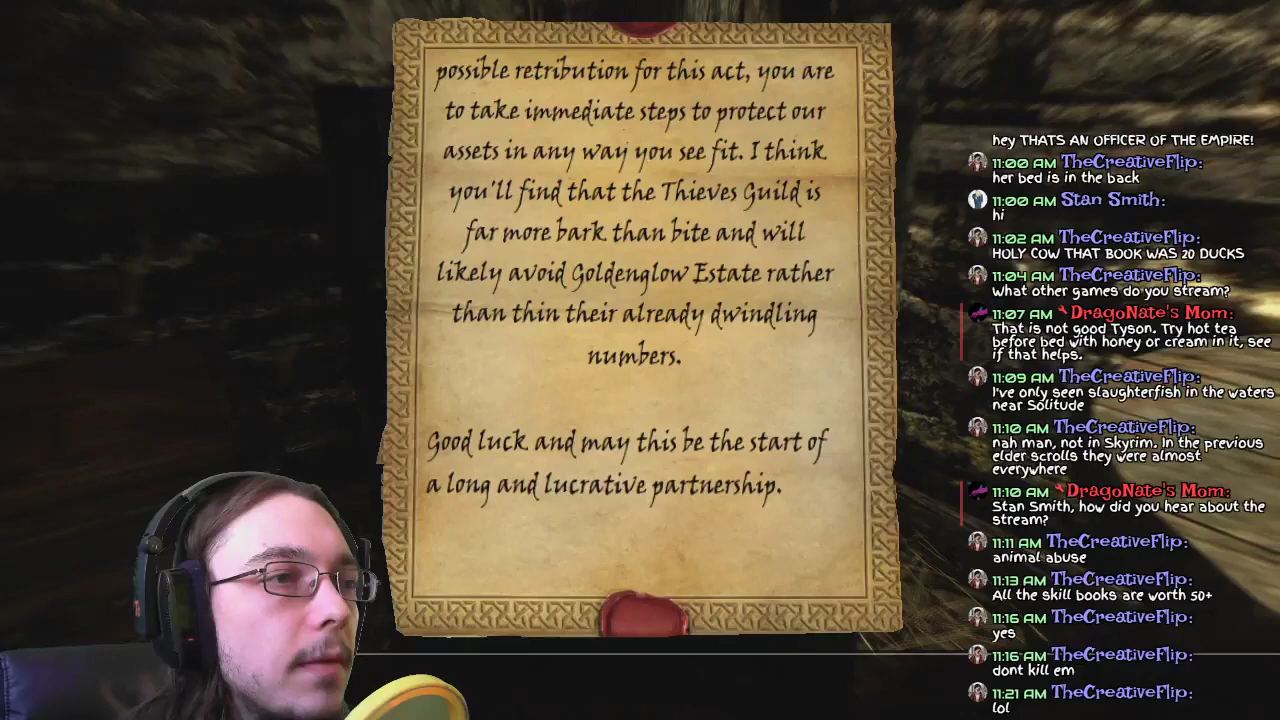 possible retribution for this act, you are
to take immediate steps to protect our
assets in any way you see fit. I think
you'll find that the Thieves Guild is
far more bark than bite and will
likely avoid Goldenglow Estate rather
than thin their already dwindling
numbers.
Good luck and may this be the start of
a long and lucrative partnership.
hey THATS AN OFFICER OF THE EMPIRE!
11:00 AM TheCreativeFlip:
her bed is in the back
11:00 AM Stan Smith:
hi
11:02 AM TheCreativeFlip:
HOLY COW THAT BOOK WAS 20 DUCKS
11:04 AM TheCreativeFlip:
What other games do you stream?
11:07 AM DragoNate's Mom:
That is not good Tyson. Try hot tea
before bed with honey or cream in it, see
if that helps.
11:09 AM TheCreativeFlip:
I've only seen slaughterfish in the waters
near Solitude
11:10 AM TheCreativeFlip:
nah man, not in Skyrim. In the previous
elder scrolls they were almost
everywhere
11:10 AM DragoNate's Mom:
Stan Smith, how did you hear about the
stream?
11:11 AM TheCreativeFlip:
animal abuse
11:13 AM TheCreativeFlip:
All the skill books are worth 50+
11:16 AM TheCreativeFlip:
yes
11:16 AM TheCreativeFlip:
dont kill em
11:21 AM TheCreativeFlip:
lol